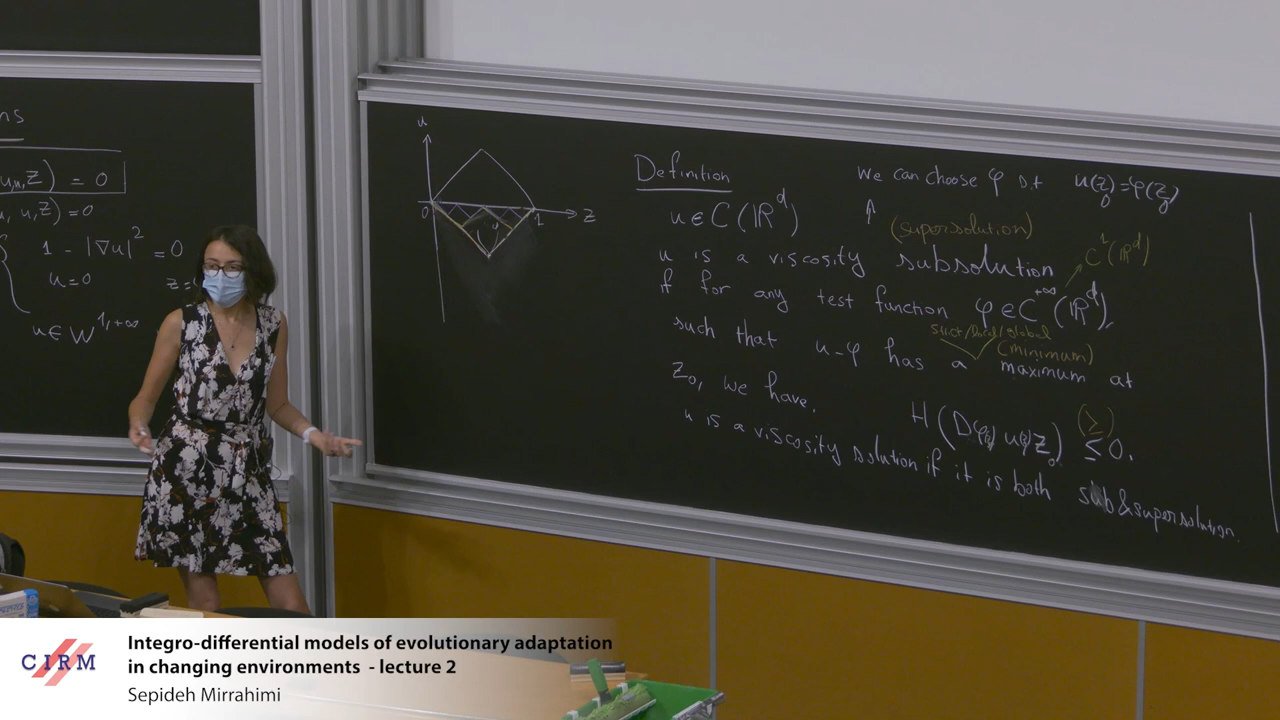 ns
u, Z) = 0
u, Z) = 0
1 - |∇u|² = 0
u=0
z=
u ∈ W^{1,+∞}
u
0
1
z
Definition
we can choose φ s.t u(z₀)=φ(z₀)
u ∈ C(ℝ^d)
(supersolution)
u is a viscosity subsolution
C¹(ℝ^d)
if for any test function φ ∈ C^{+∞}(ℝ^d),
strict/local/global
(minimum)
such that u-φ has a maximum at
z₀, we have,
(≥)
H(Dφ(z₀), u(z₀), z₀) ≤ 0.
u is a viscosity solution if it is both sub&supersolution.
CIRM
Integro-differential models of evolutionary adaptation
in changing environments - lecture 2
Sepideh Mirrahimi